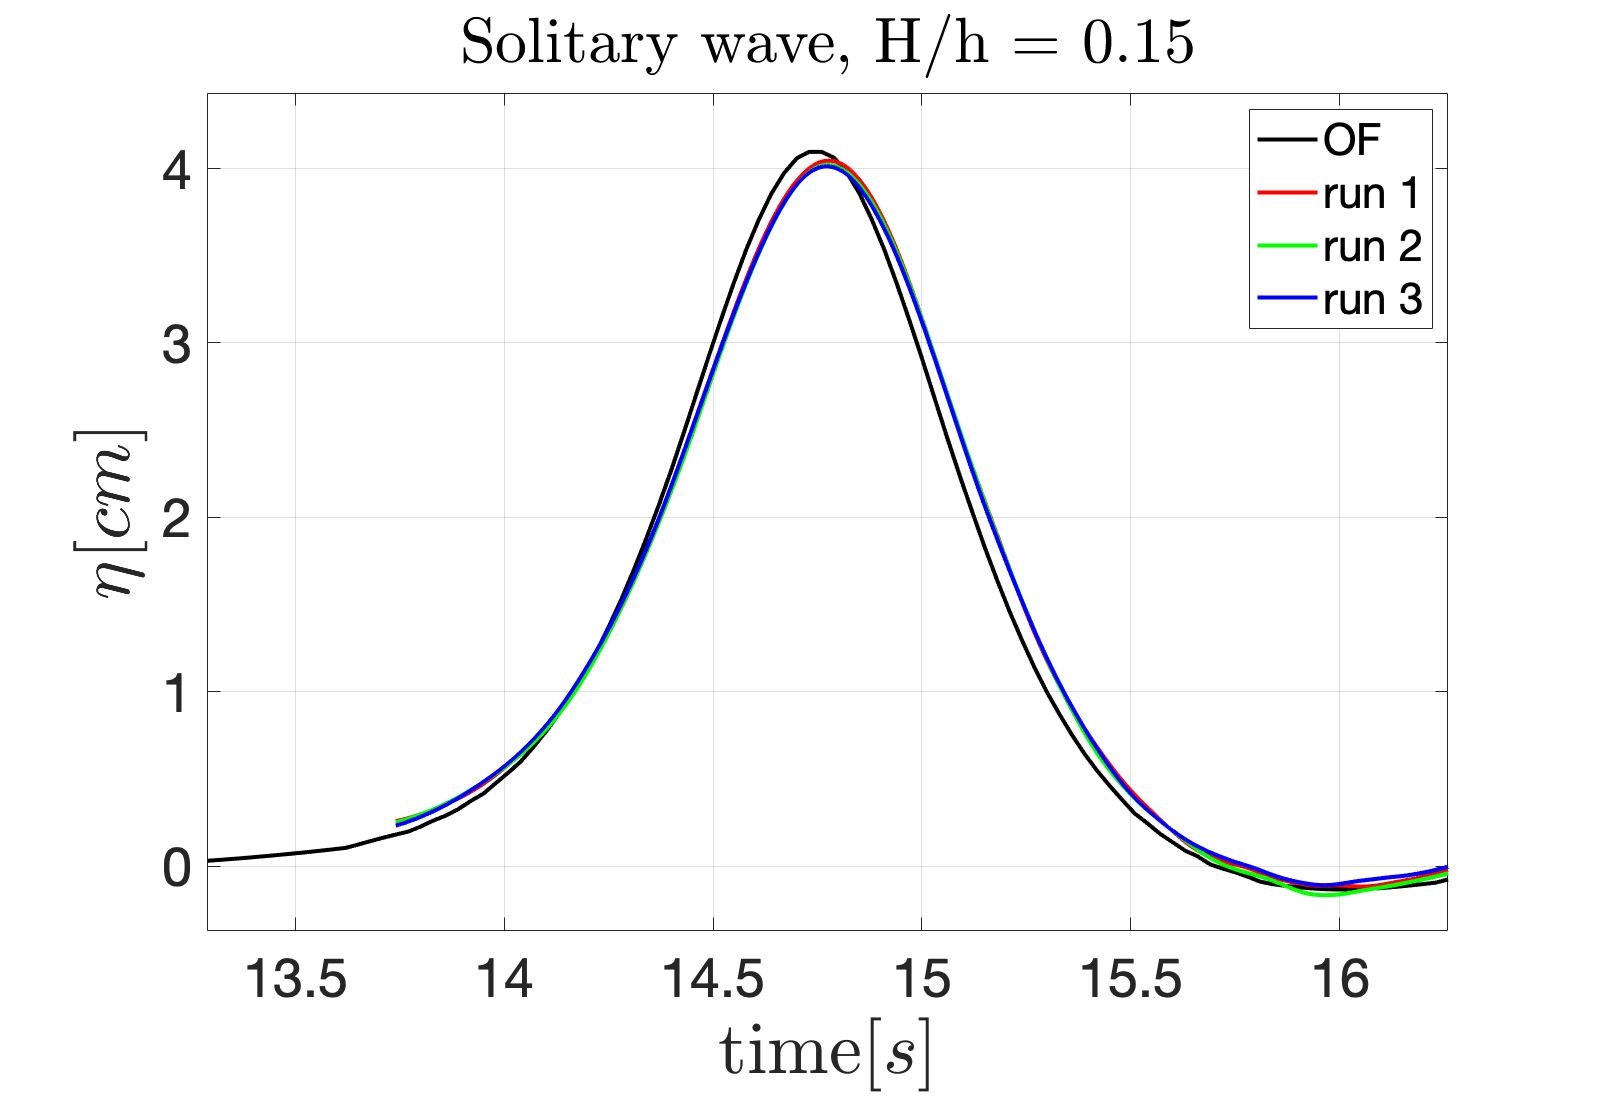 Solitary wave, H/h = 0.15
OF
run 1
run 2
run 3
η[cm]
4
3
2
1
0
13.5 14 14.5 15 15.5 16
time[s]